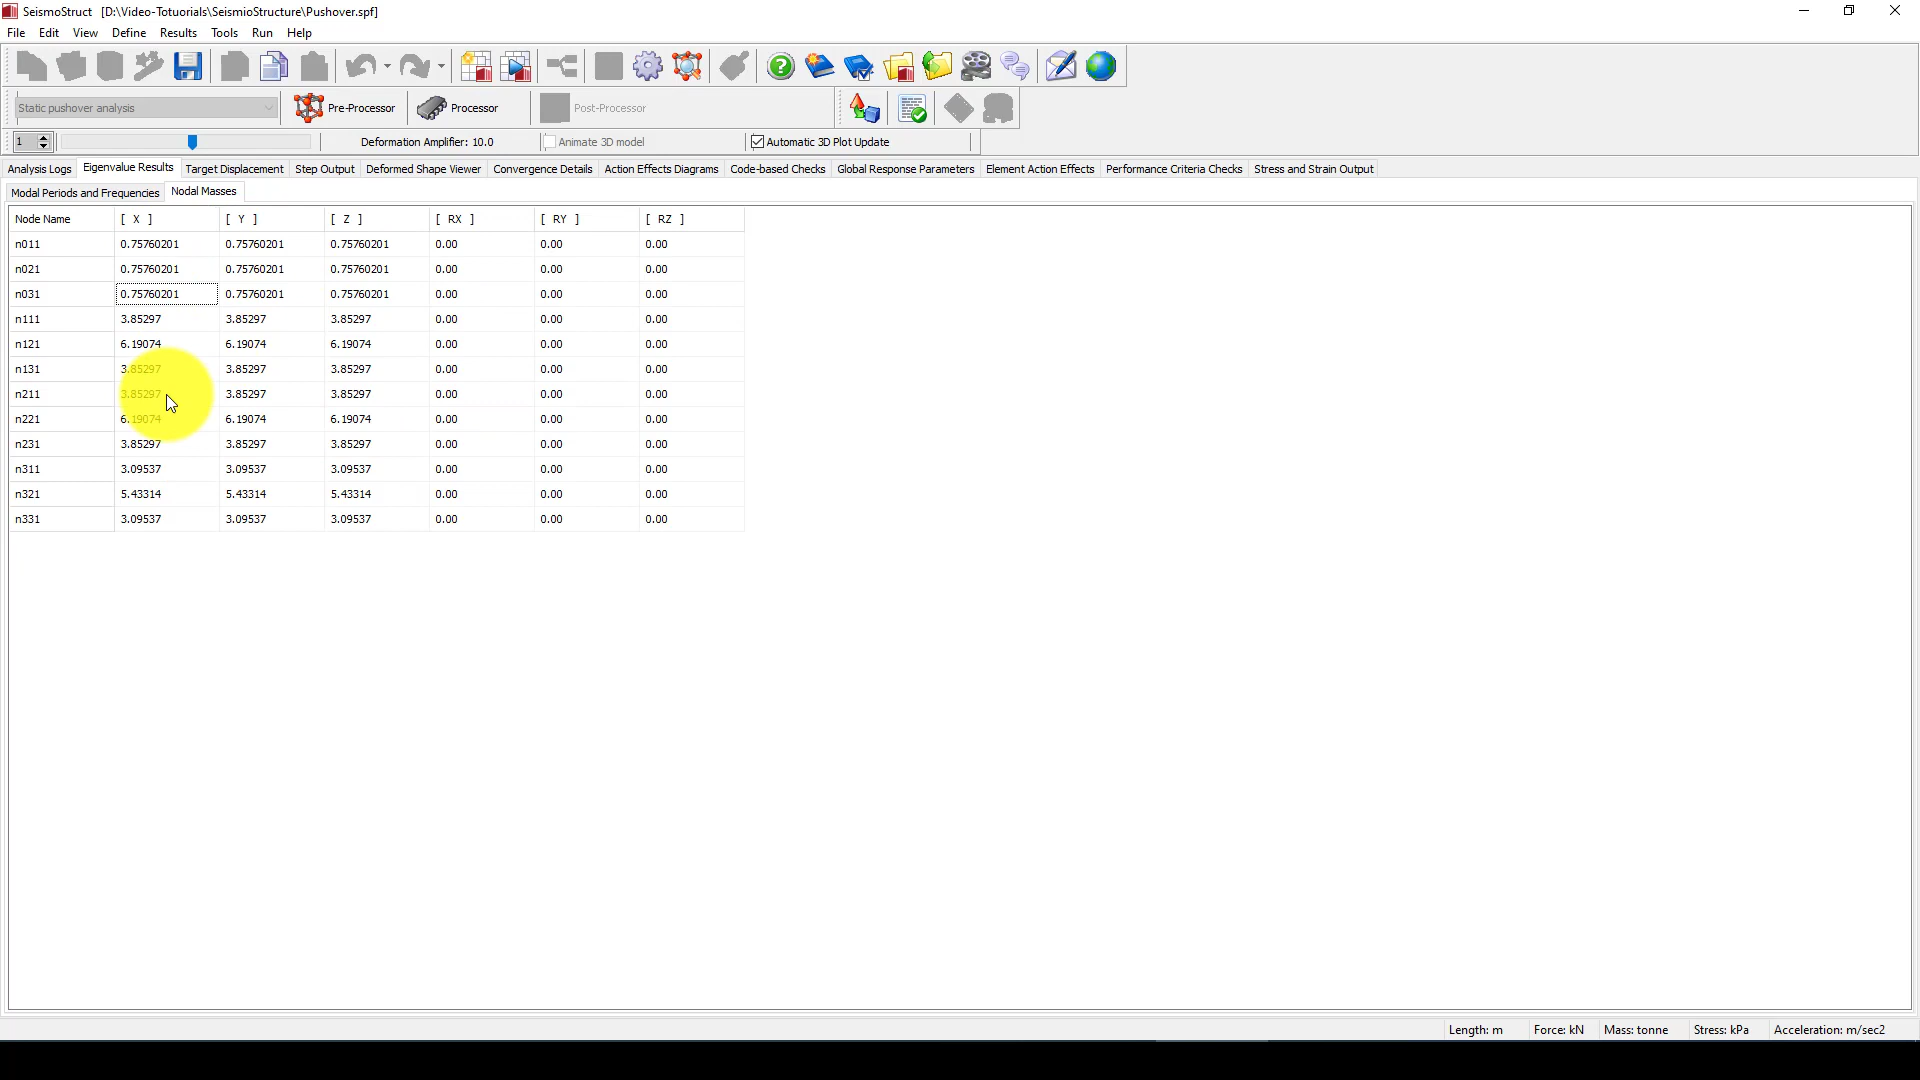 SeismoStruct [D:\Video-Totuorials\SeismioStructure\Pushover.spf]
File Edit View Define Results Tools Run Help
Static pushover analysis Pre-Processor Processor Post-Processor
1 Deformation Amplifier: 10.0 Animate 3D model Automatic 3D Plot Update
Analysis Logs Eigenvalue Results Target Displacement Step Output Deformed Shape Viewer Convergence Details Action Effects Diagrams Code-based Checks Global Response Parameters Element Action Effects Performance Criteria Checks Stress and Strain Output
Modal Periods and Frequencies Nodal Masses
Node Name [ X ] [ Y ] [ Z ] [ RX ] [ RY ] [ RZ ]
n011 0.75760201 0.75760201 0.75760201 0.00 0.00 0.00
n021 0.75760201 0.75760201 0.75760201 0.00 0.00 0.00
n031 0.75760201 0.75760201 0.75760201 0.00 0.00 0.00
n111 3.85297 3.85297 3.85297 0.00 0.00 0.00
n121 6.19074 6.19074 6.19074 0.00 0.00 0.00
n131 3.85297 3.85297 3.85297 0.00 0.00 0.00
n211 3.85297 3.85297 3.85297 0.00 0.00 0.00
n221 6.19074 6.19074 6.19074 0.00 0.00 0.00
n231 3.85297 3.85297 3.85297 0.00 0.00 0.00
n311 3.09537 3.09537 3.09537 0.00 0.00 0.00
n321 5.43314 5.43314 5.43314 0.00 0.00 0.00
n331 3.09537 3.09537 3.09537 0.00 0.00 0.00
Length: m Force: kN Mass: tonne Stress: kPa Acceleration: m/sec2